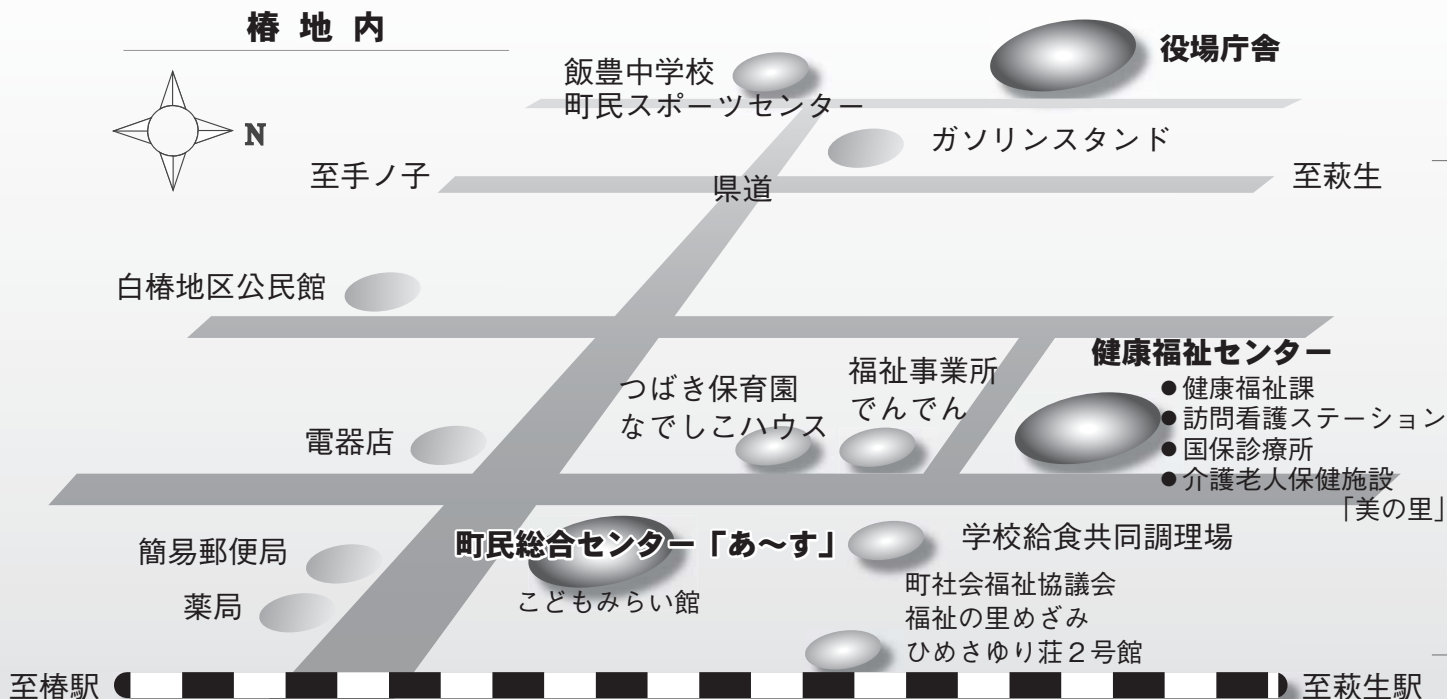 椿地内
役場庁舎
飯豊中学校
町民スポーツセンター
N
ガソリンスタンド
至手ノ子
県道
至萩生
白椿地区公民館
健康福祉センター
●健康福祉課
●訪問看護ステーション
●国保診療所
●介護老人保健施設
「美の里」
つばき保育園
なでしこハウス
福祉事業所
でんでん
電器店
町民総合センター「あ～す」
こどもみらい館
学校給食共同調理場
簡易郵便局
薬局
町社会福祉協議会
福祉の里めざみ
ひめさゆり荘２号館
至椿駅
至萩生駅